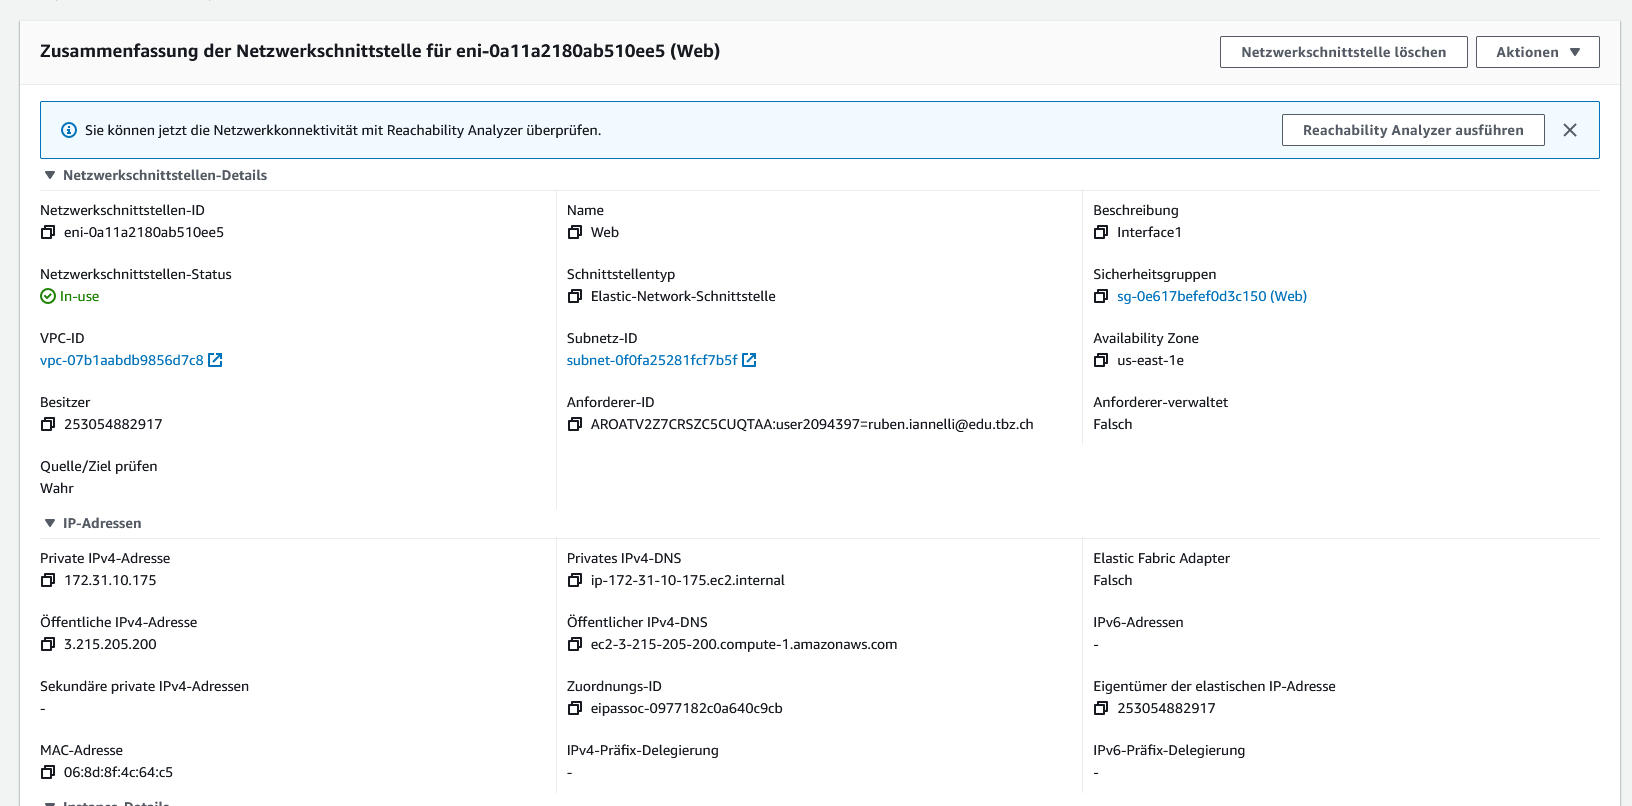 Zusammenfassung der Netzwerkschnittstelle für eni-0a11a2180ab510ee5 (Web)
Netzwerkschnittstelle löschen
Aktionen
Sie können jetzt die Netzwerkkonnektivität mit Reachability Analyzer überprüfen.
Reachability Analyzer ausführen
Netzwerkschnittstellen-Details
Netzwerkschnittstellen-ID
eni-0a11a2180ab510ee5
Name
Web
Beschreibung
Interface1
Netzwerkschnittstellen-Status
In-use
Schnittstellentyp
Elastic-Network-Schnittstelle
Sicherheitsgruppen
sg-0e617befef0d3c150 (Web)
VPC-ID
vpc-07b1aabdb9856d7c8
Subnetz-ID
subnet-0f0fa25281fcf7b5f
Availability Zone
us-east-1e
Besitzer
253054882917
Anforderer-ID
AROATV2Z7CRSZC5CUQTAA:user2094397=ruben.iannelli@edu.tbz.ch
Anforderer-verwaltet
Falsch
Quelle/Ziel prüfen
Wahr
IP-Adressen
Private IPv4-Adresse
172.31.10.175
Privates IPv4-DNS
ip-172-31-10-175.ec2.internal
Elastic Fabric Adapter
Falsch
Öffentliche IPv4-Adresse
3.215.205.200
Öffentlicher IPv4-DNS
ec2-3-215-205-200.compute-1.amazonaws.com
IPv6-Adressen
-
Sekundäre private IPv4-Adressen
-
Zuordnungs-ID
eipassoc-0977182c0a640c9cb
Eigentümer der elastischen IP-Adresse
253054882917
MAC-Adresse
06:8d:8f:4c:64:c5
IPv4-Präfix-Delegierung
-
IPv6-Präfix-Delegierung
-
Instance-Details